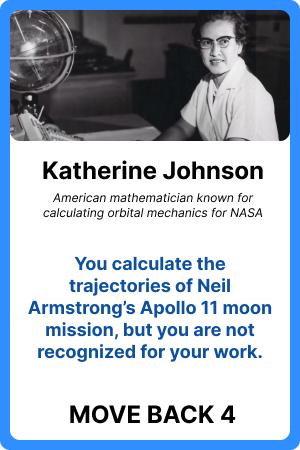 Katherine Johnson
American mathematician known for
calculating orbital mechanics for NASA
You calculate the
trajectories of Neil
Armstrong’s Apollo 11 moon
mission, but you are not
recognized for your work.
MOVE BACK 4